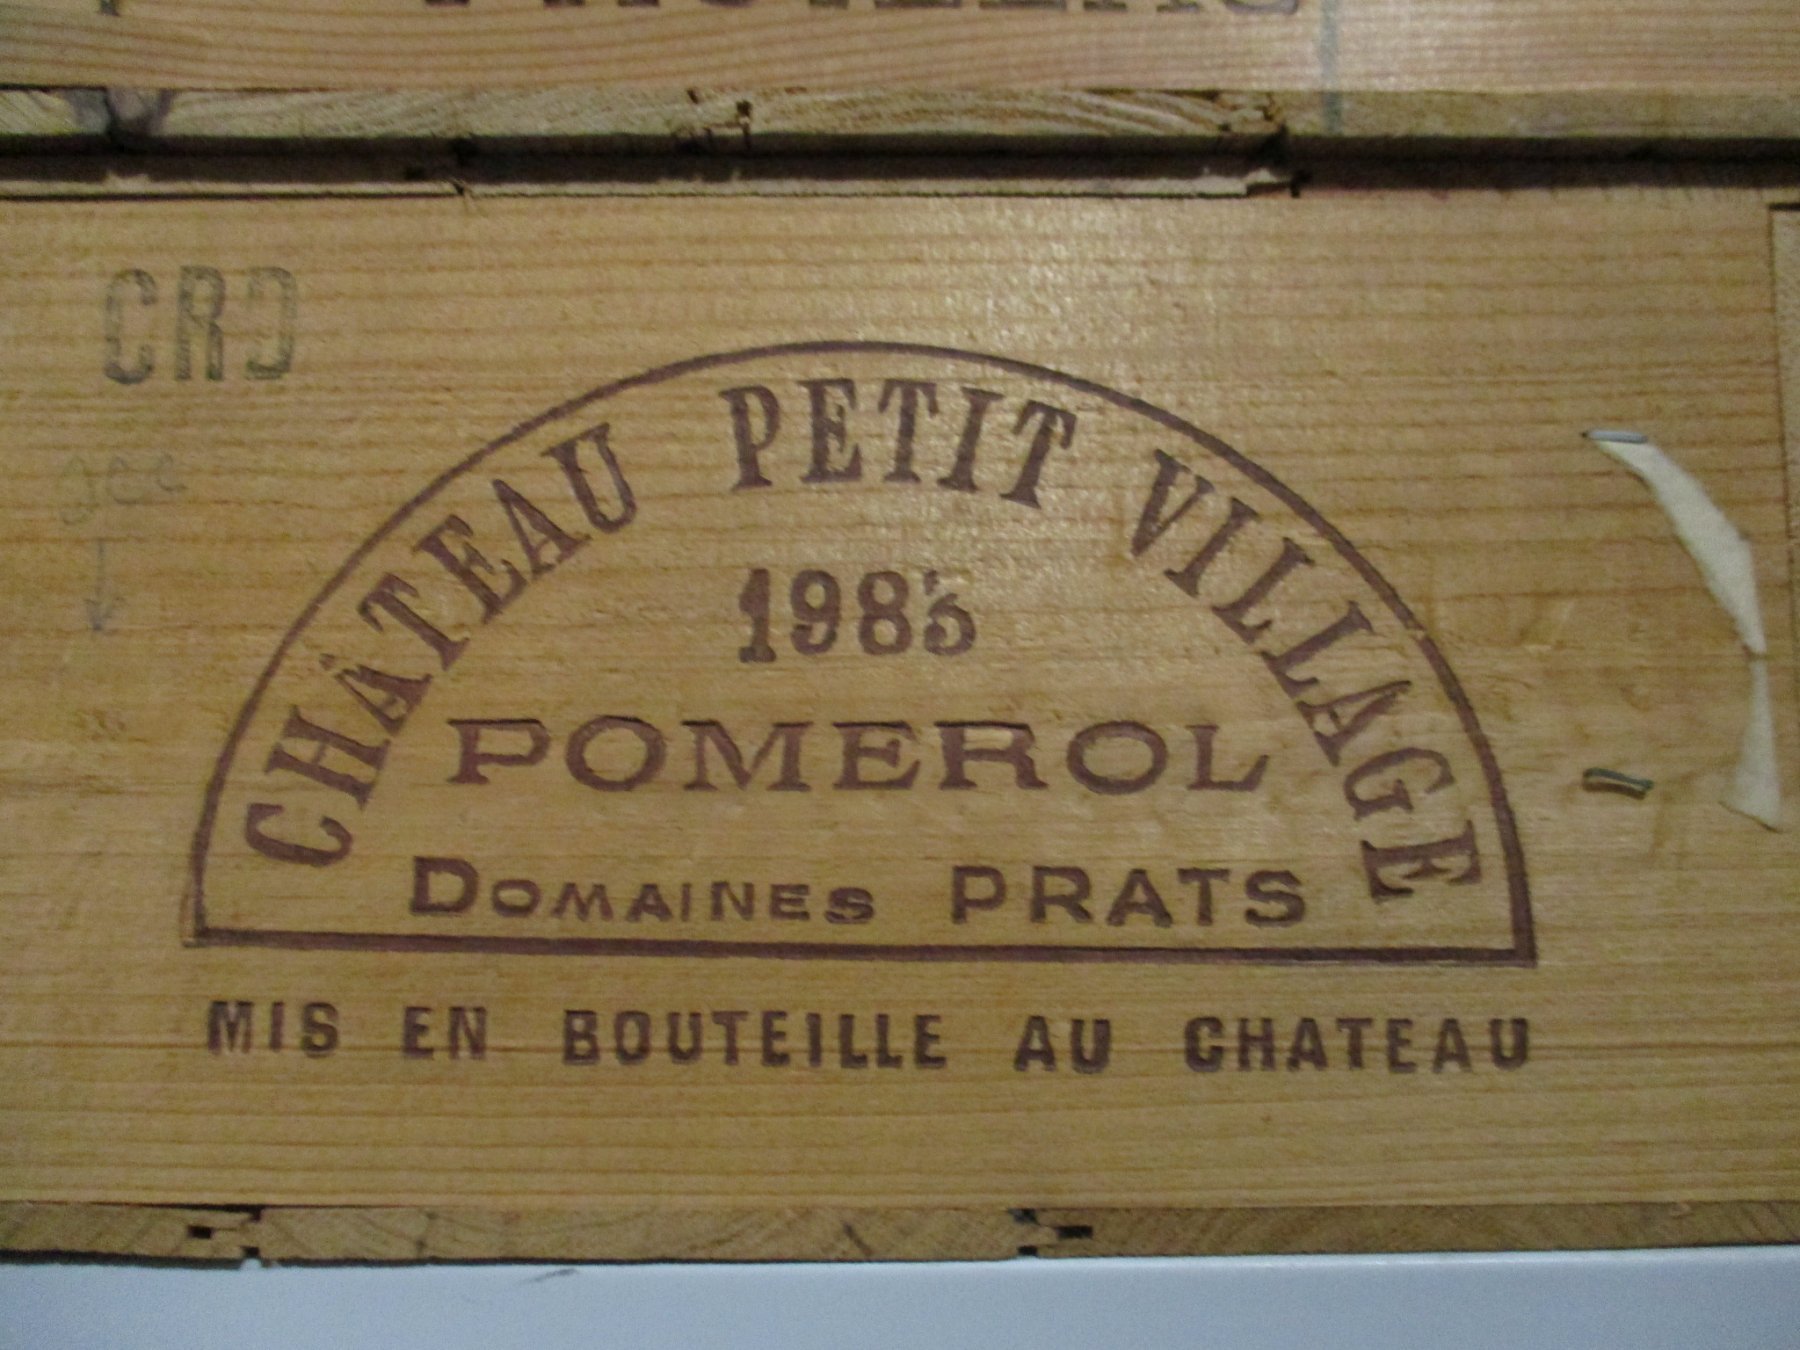 CRD
CHÂTEAU PETIT VILLAGE
1985
POMEROL
DOMAINES PRATS
MIS EN BOUTEILLE AU CHATEAU